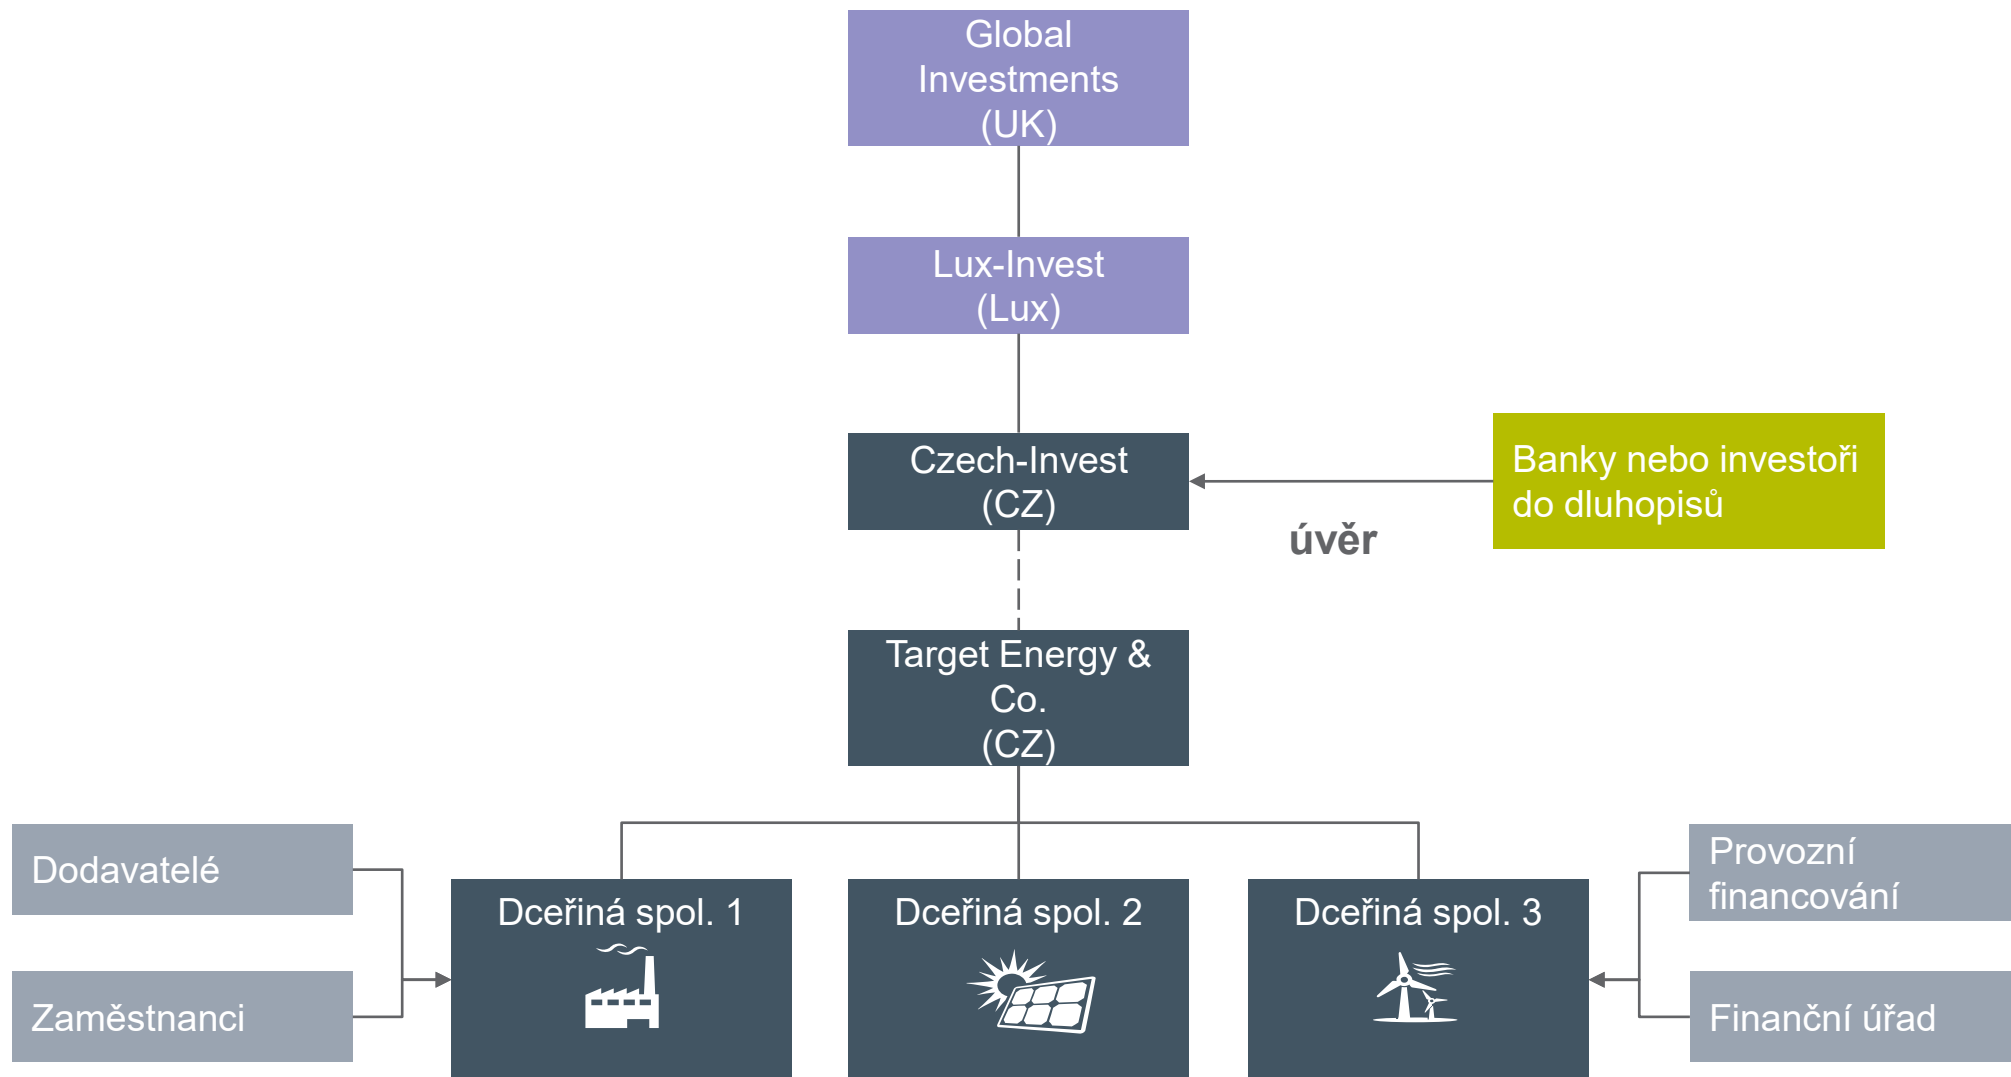 Global
Investments
(UK)
Lux-Invest
(Lux)
Czech-Invest
(CZ)
Banky nebo investoři
do dluhopisů
úvěr
Target Energy &
Co.
(CZ)
Dodavatelé
Zaměstnanci
Dceřiná spol. 1
Dceřiná spol. 2
Dceřiná spol. 3
Provozní
financování
Finanční úřad